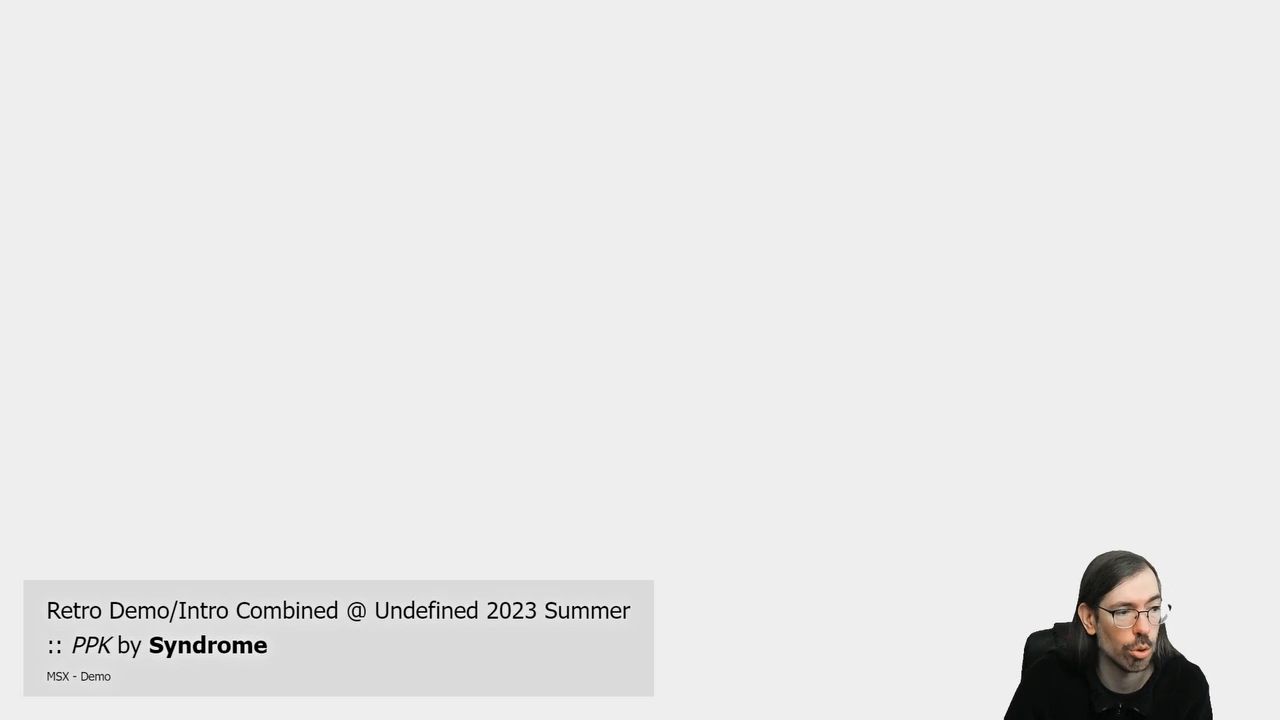 Retro Demo/Intro Combined @ Undefined 2023 Summer
:: PPK by Syndrome
MSX - Demo